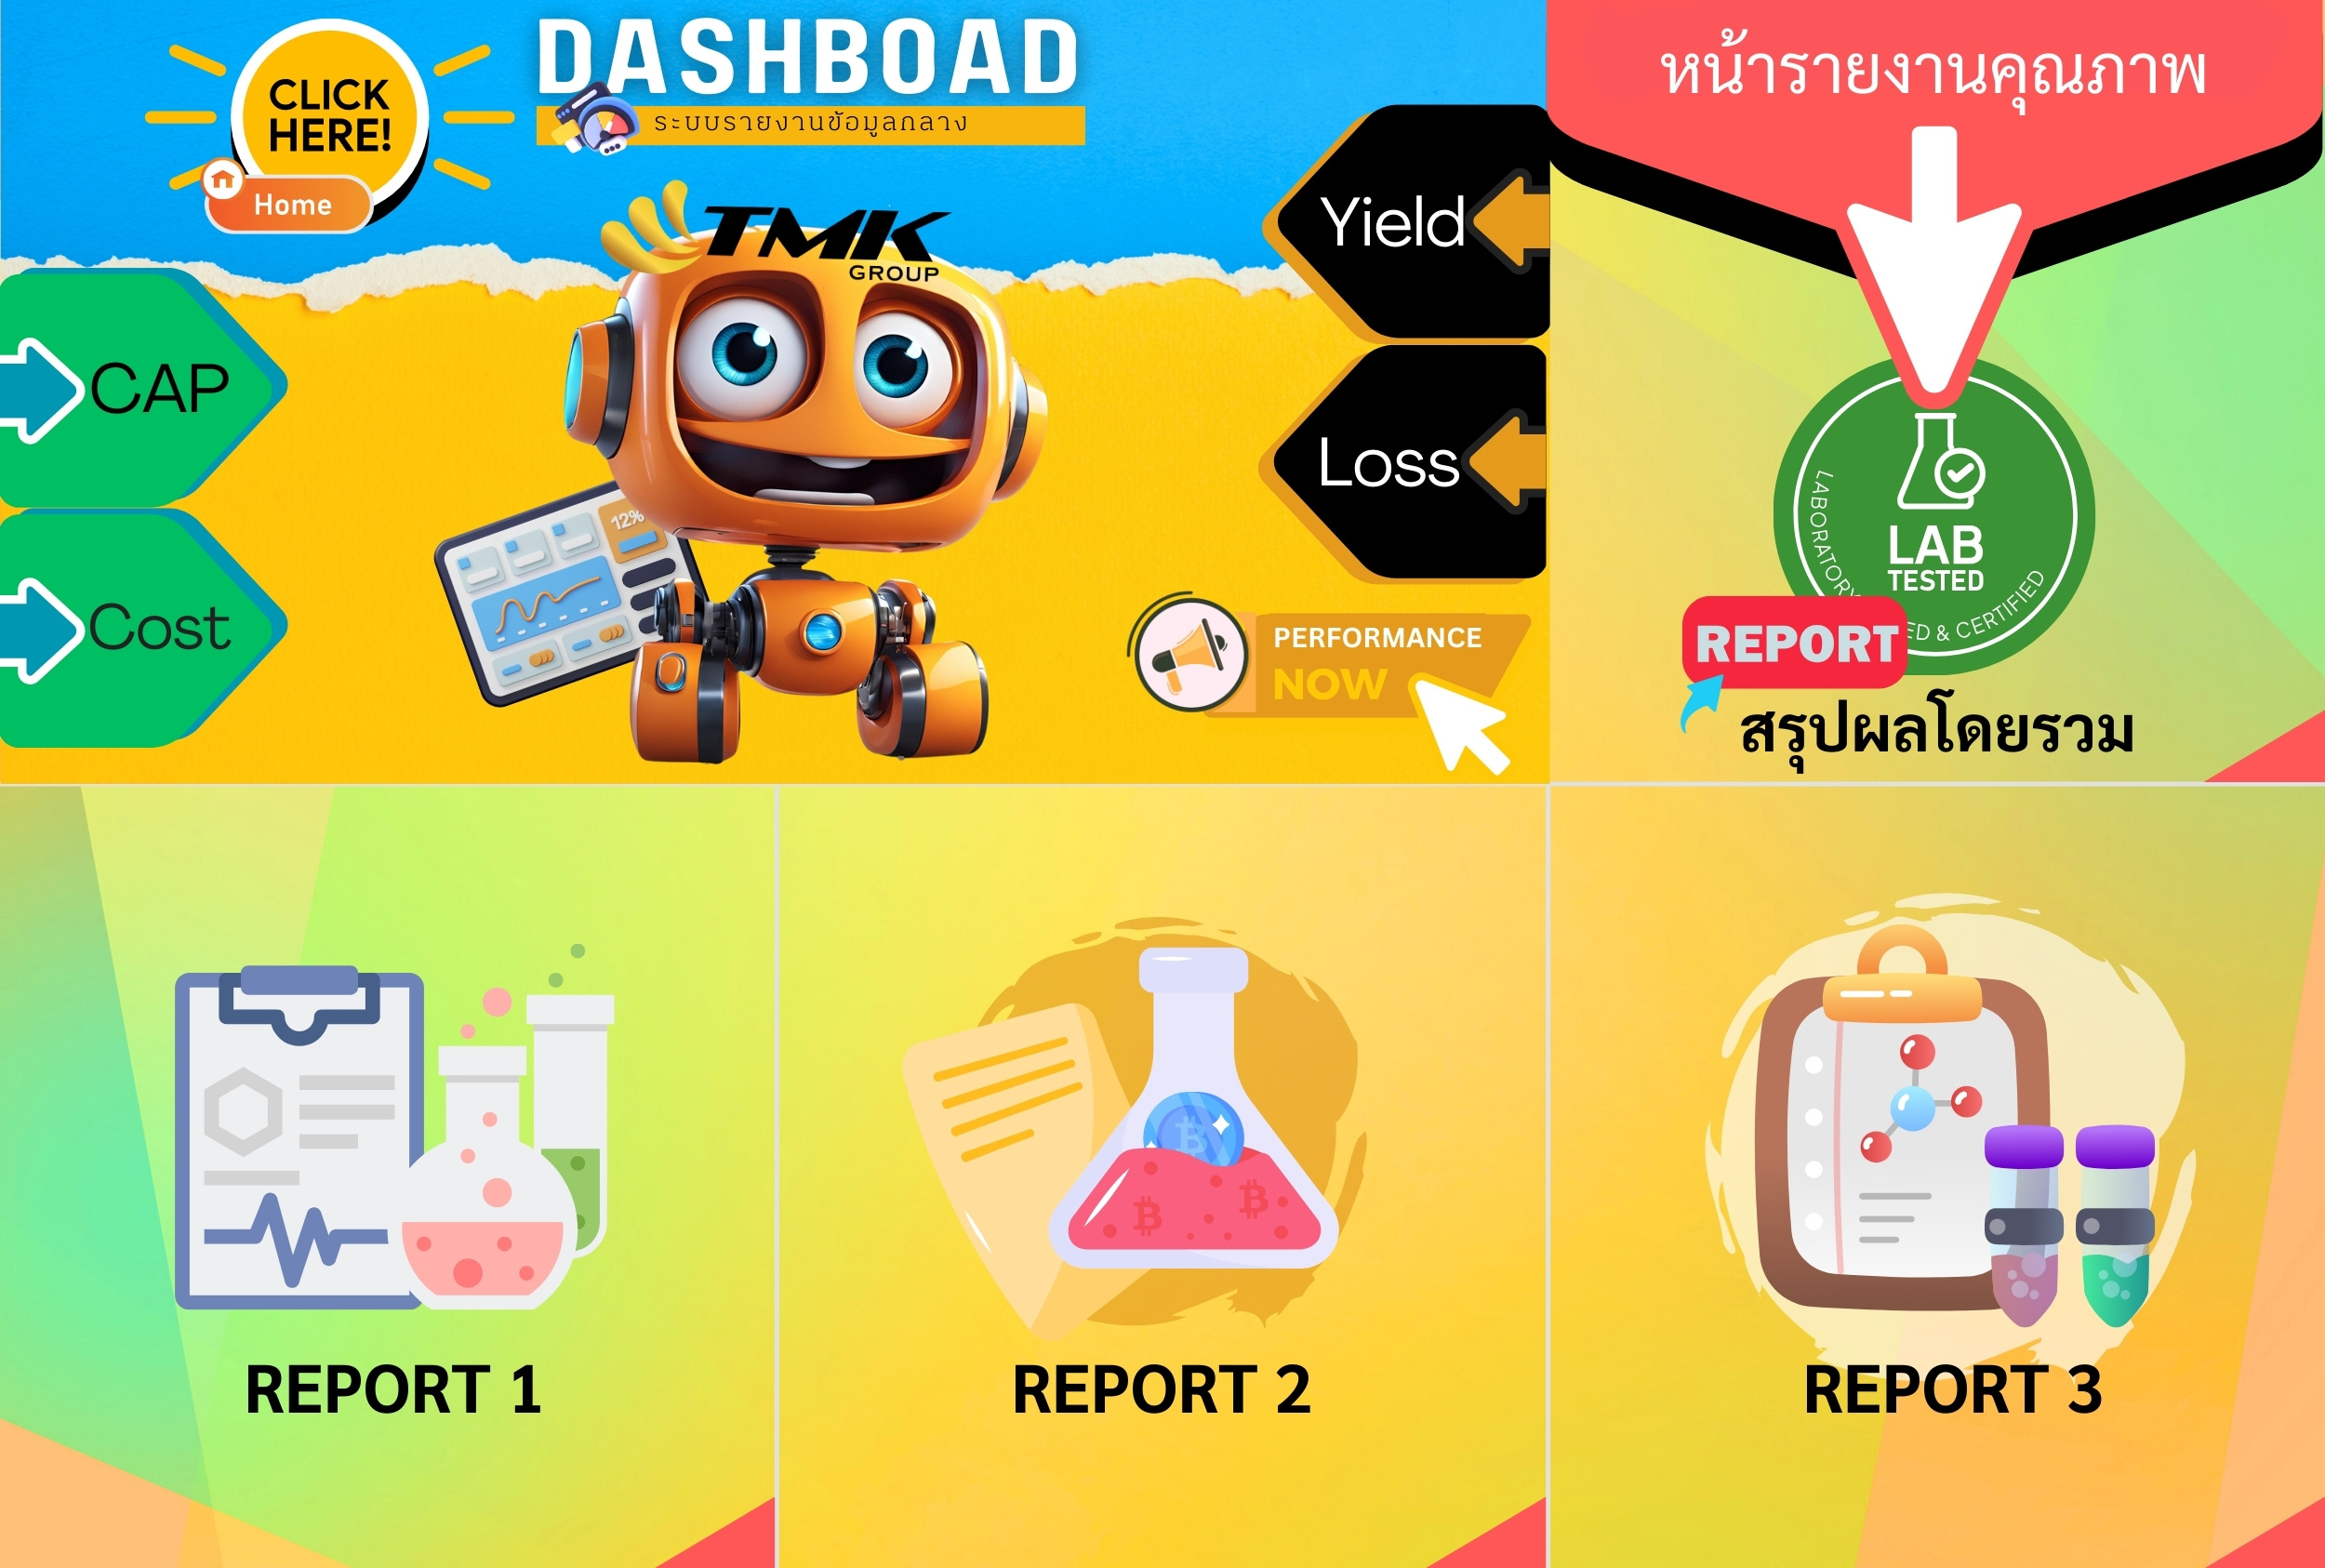 CLICK
HERE!
Home
DASHBOAD
ระบบรายงานข้อมูลกลาง
TMK
GROUP
CAP
Cost
12%
Yield
Loss
PERFORMANCE
NOW
หน้ารายงานคุณภาพ
LAB
TESTED
LABORATORY
ED & CERTIFIED
REPORT
สรุปผลโดยรวม
REPORT 1
REPORT 2
REPORT 3